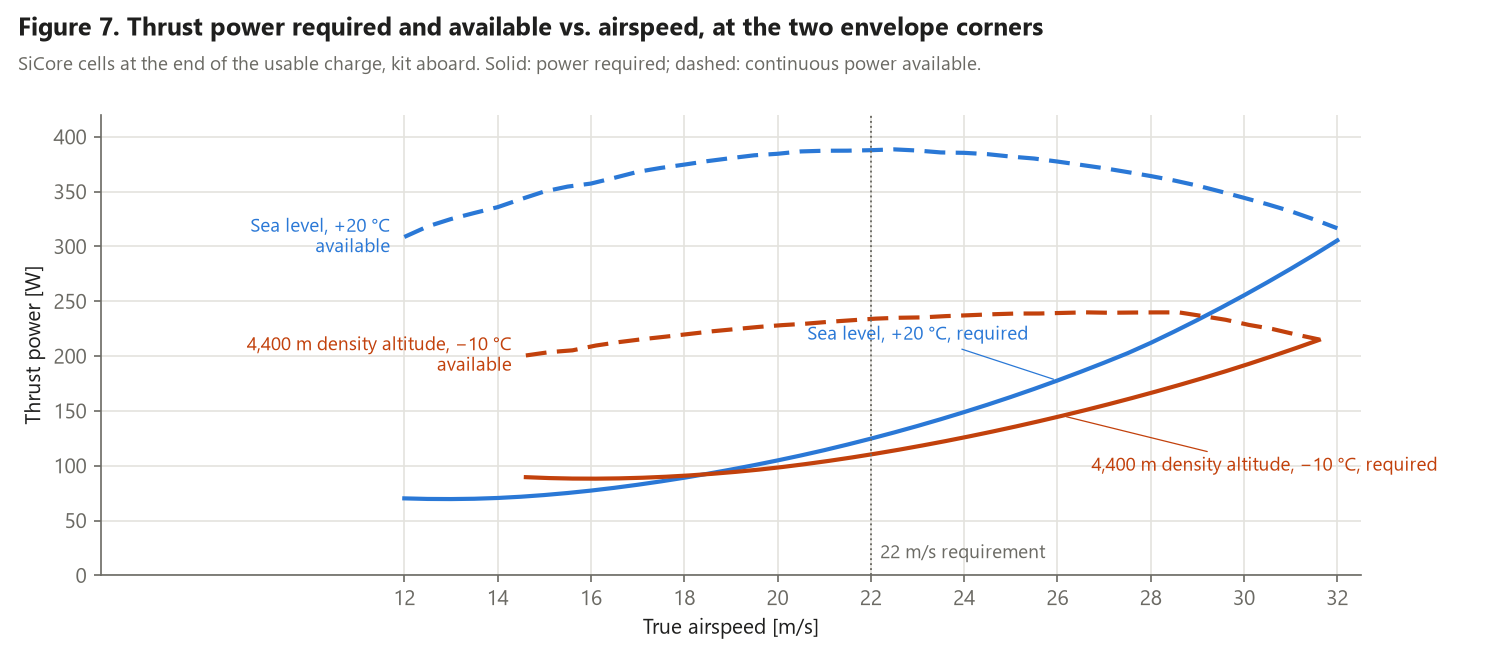 Figure 7. Thrust power required and available vs. airspeed, at the two envelope corners
SiCore cells at the end of the usable charge, kit aboard. Solid: power required; dashed: continuous power available.
Thrust power [W]
400
350
300
250
200
150
100
50
0
Sea level, +20 °C
available
4,400 m density altitude, −10 °C
available
Sea level, +20 °C, required
4,400 m density altitude, −10 °C, required
22 m/s requirement
12
14
16
18
20
22
24
26
28
30
32
True airspeed [m/s]